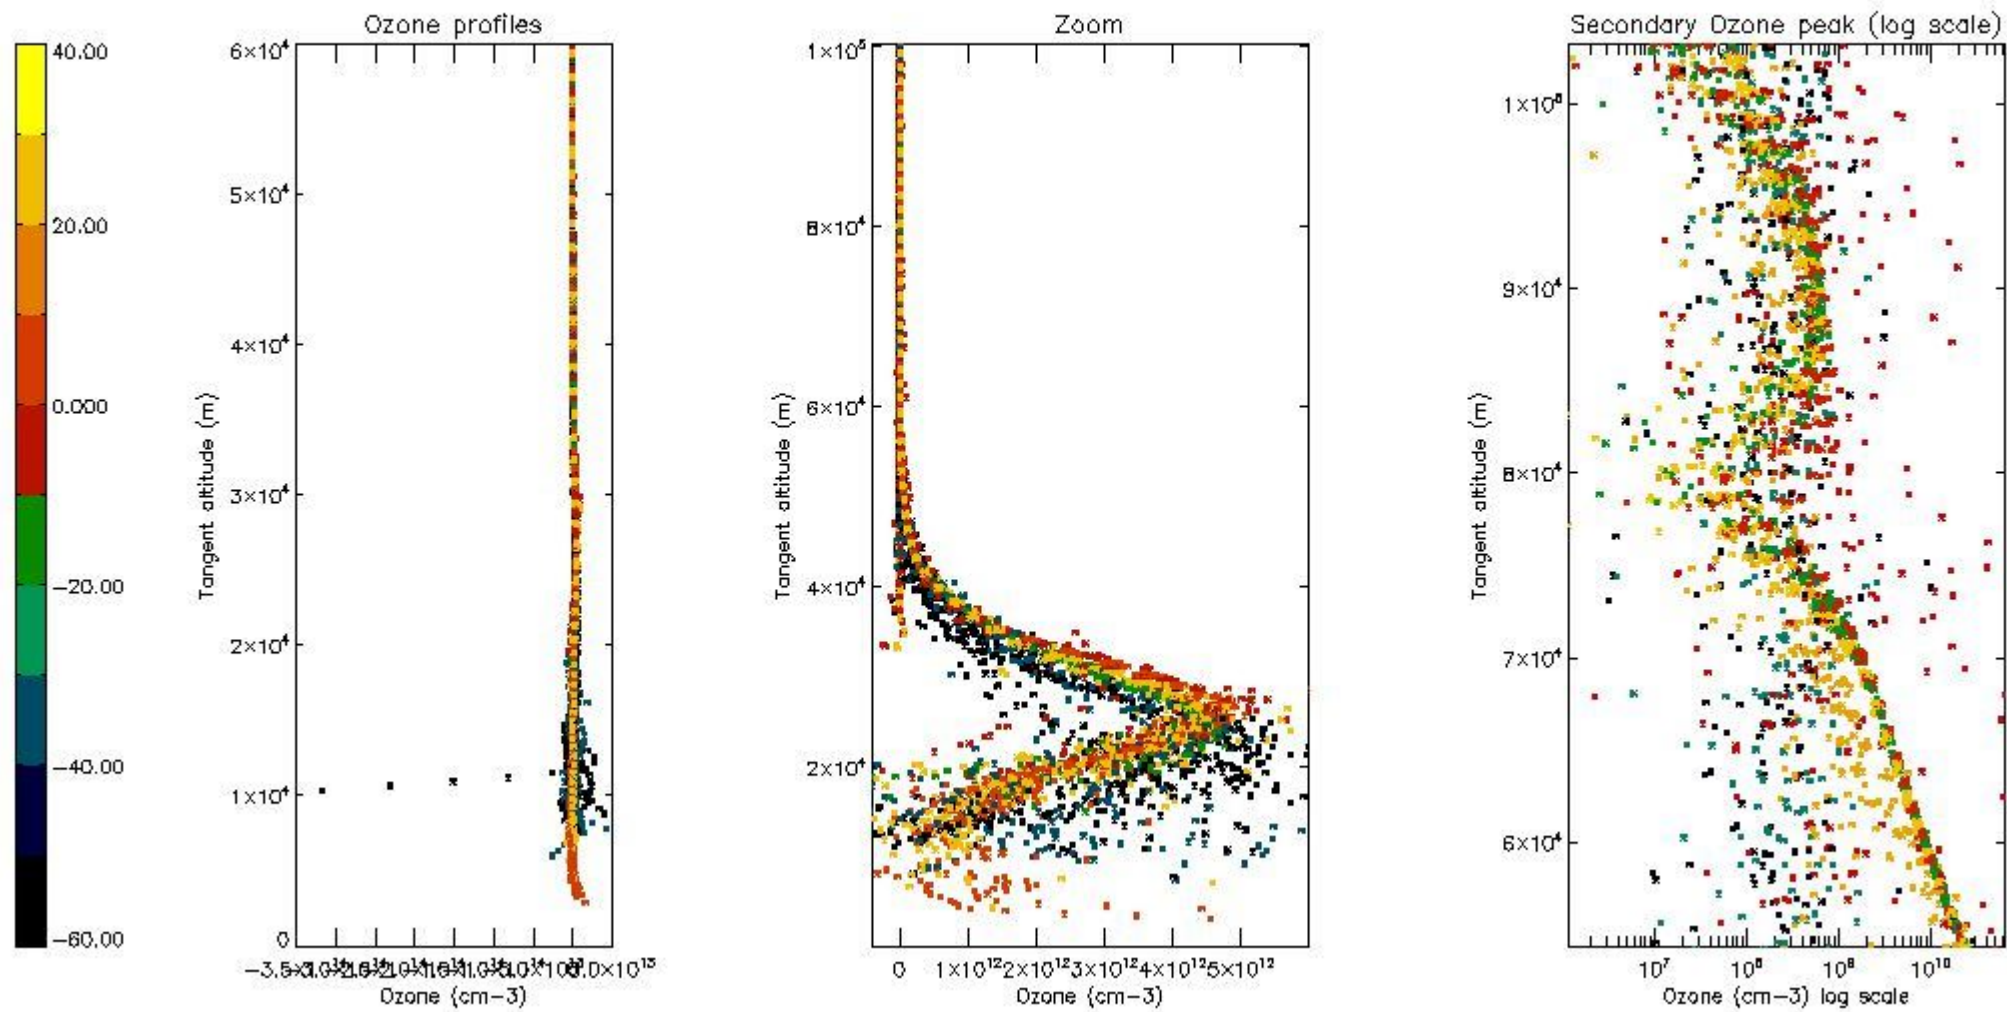 Ozone profiles
Zoom
Secondary Ozone peak (log scale)
40.00
20.00
0.000
−20.00
−40.00
−60.00
6×10⁴
5×10⁴
4×10⁴
3×10⁴
2×10⁴
1×10⁴
0
Tangent altitude (m)
Ozone (cm−3)
1×10⁵
8×10⁴
6×10⁴
4×10⁴
2×10⁴
Tangent altitude (m)
0 1×10¹² 2×10¹² 3×10¹² 4×10¹² 5×10¹²
Ozone (cm−3)
1×10⁵
9×10⁴
8×10⁴
7×10⁴
6×10⁴
Tangent altitude (m)
10⁷ 10⁸ 10⁹ 10¹⁰
Ozone (cm−3) log scale